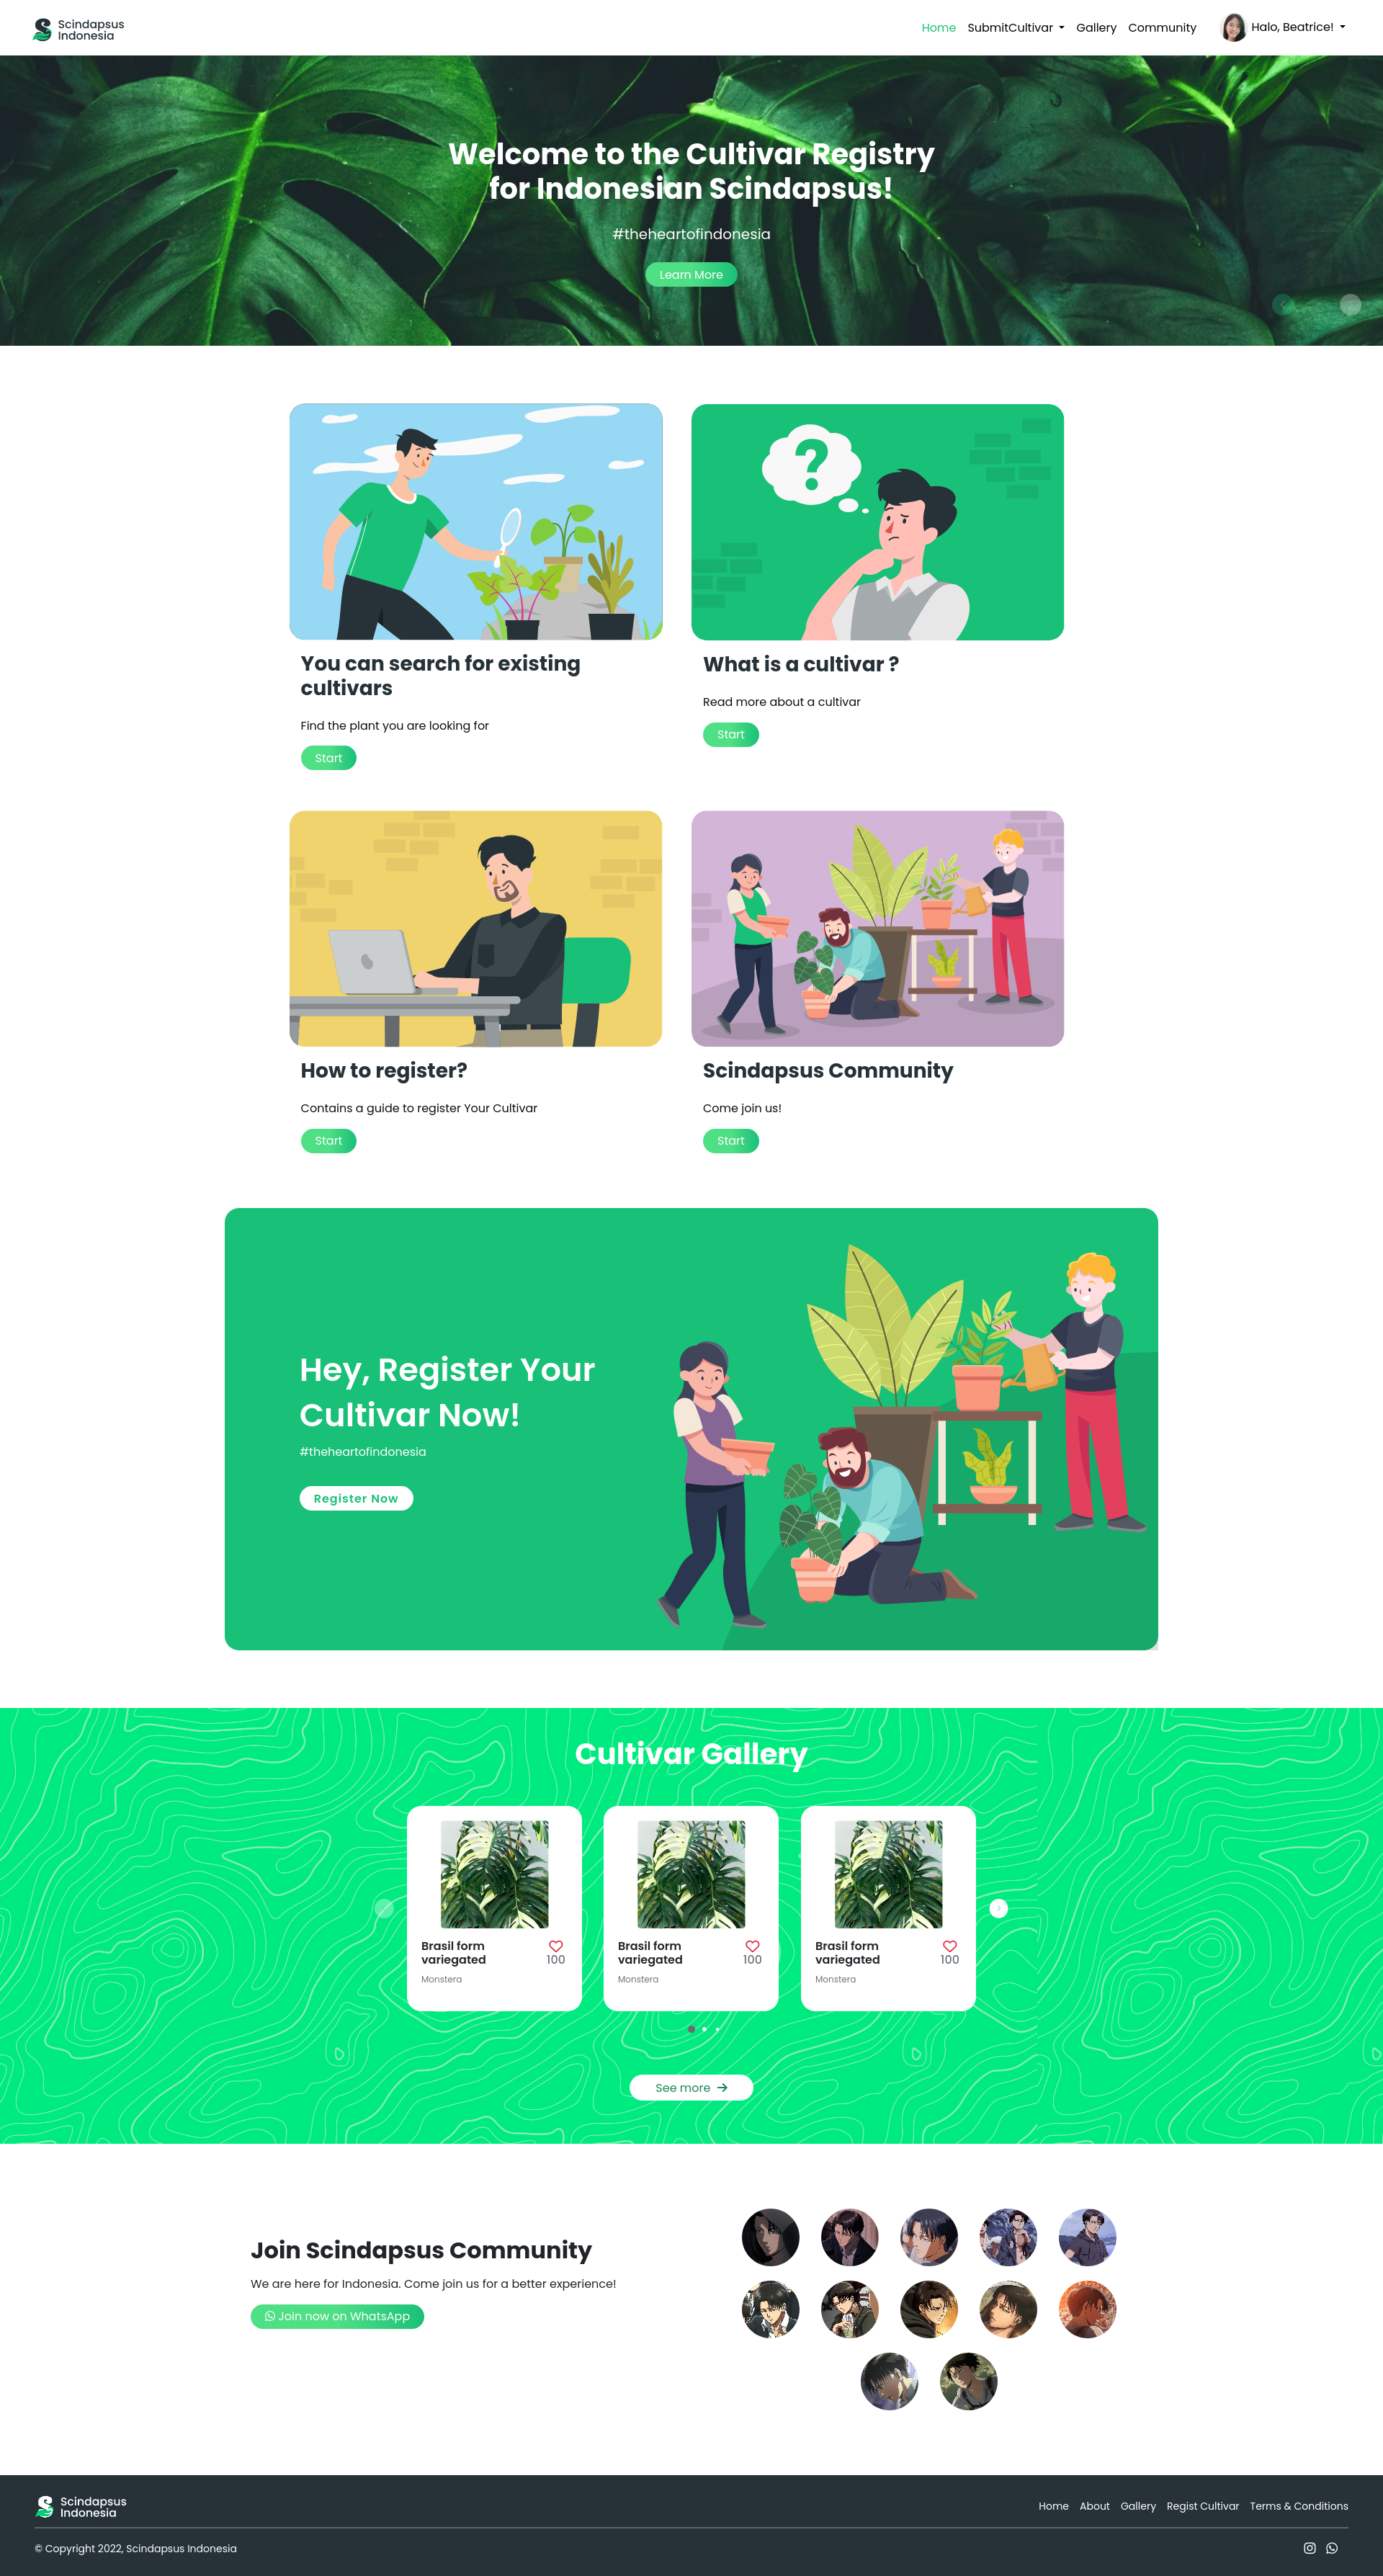 Scindapsus
Indonesia
Home SubmitCultivar Gallery Community Halo, Beatrice!
Welcome to the Cultivar Registry
for Indonesian Scindapsus!
#theheartofindonesia
Learn More
?
You can search for existing
cultivars
Find the plant you are looking for
Start
What is a cultivar ?
Read more about a cultivar
Start
How to register?
Contains a guide to register Your Cultivar
Start
Scindapsus Community
Come join us!
Start
Hey, Register Your
Cultivar Now!
#theheartofindonesia
Register Now
Cultivar Gallery
Brasil form
variegated
100
Monstera
Brasil form
variegated
100
Monstera
Brasil form
variegated
100
Monstera
See more
Join Scindapsus Community
We are here for Indonesia. Come join us for a better experience!
Join now on WhatsApp
Scindapsus
Indonesia
Home About Gallery Regist Cultivar Terms & Conditions
© Copyright 2022, Scindapsus Indonesia